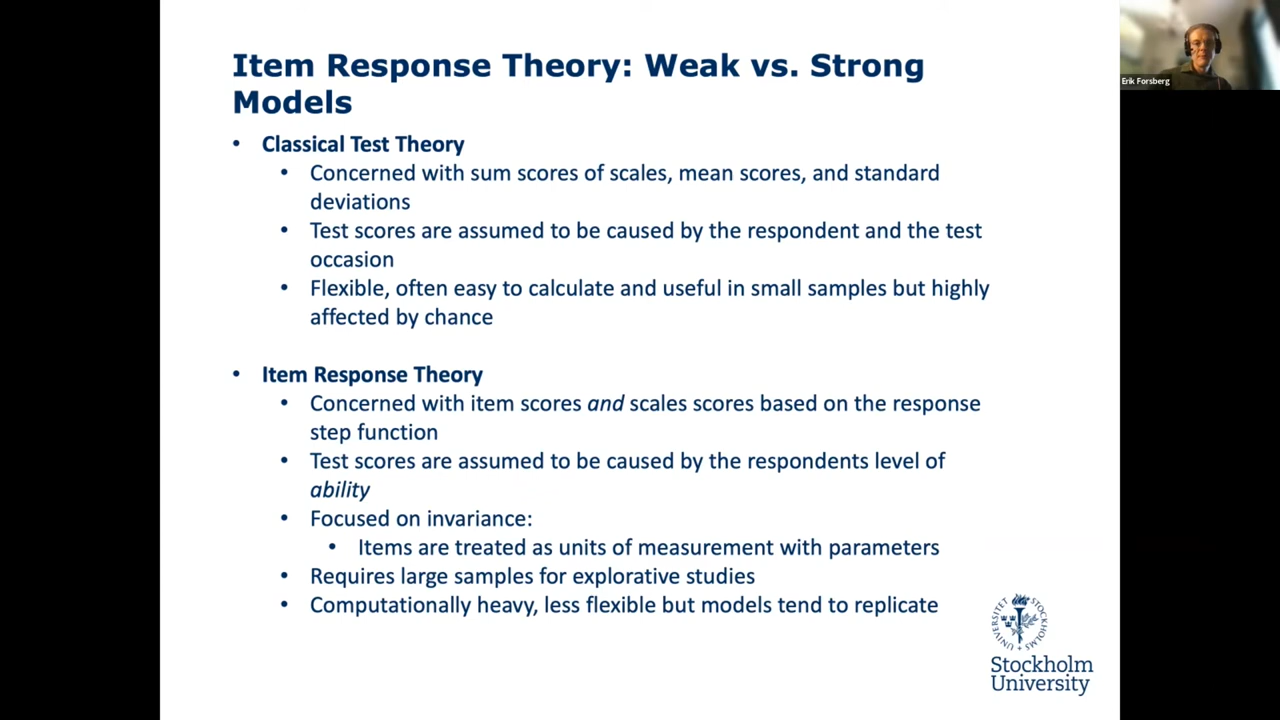 Item Response Theory: Weak vs. Strong
Models
• Classical Test Theory
• Concerned with sum scores of scales, mean scores, and standard
deviations
• Test scores are assumed to be caused by the respondent and the test
occasion
• Flexible, often easy to calculate and useful in small samples but highly
affected by chance
• Item Response Theory
• Concerned with item scores and scales scores based on the response
step function
• Test scores are assumed to be caused by the respondents level of
ability
• Focused on invariance:
• Items are treated as units of measurement with parameters
• Requires large samples for explorative studies
• Computationally heavy, less flexible but models tend to replicate
Erik Forsberg
STOCKHOLMS UNIVERSITET
Stockholm
University